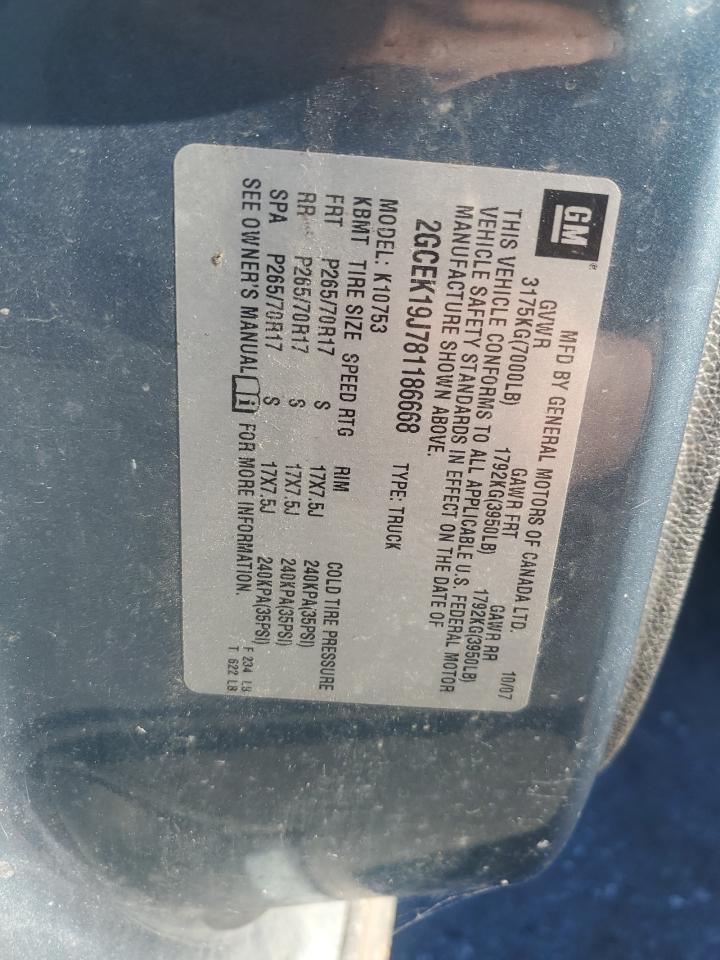 GM®
MFD BY GENERAL MOTORS OF CANADA LTD.
10/07
GVWR GAWR FRT GAWR RR
3175KG(7000LB) 1792KG(3950LB) 1792KG(3950LB)
THIS VEHICLE CONFORMS TO ALL APPLICABLE U.S. FEDERAL MOTOR
VEHICLE SAFETY STANDARDS IN EFFECT ON THE DATE OF
MANUFACTURE SHOWN ABOVE.
2GCEK19J781186668 TYPE: TRUCK
MODEL: K10753
KBMT TIRE SIZE SPEED RTG RIM COLD TIRE PRESSURE
FRT P265/70R17 S 17X7.5J 240KPA(35PSI)
RR P265/70R17 S 17X7.5J 240KPA(35PSI)
SPA P265/70R17 S 17X7.5J 240KPA(35PSI)
SEE OWNER'S MANUAL i FOR MORE INFORMATION.
F 234 LB
T 622 LB